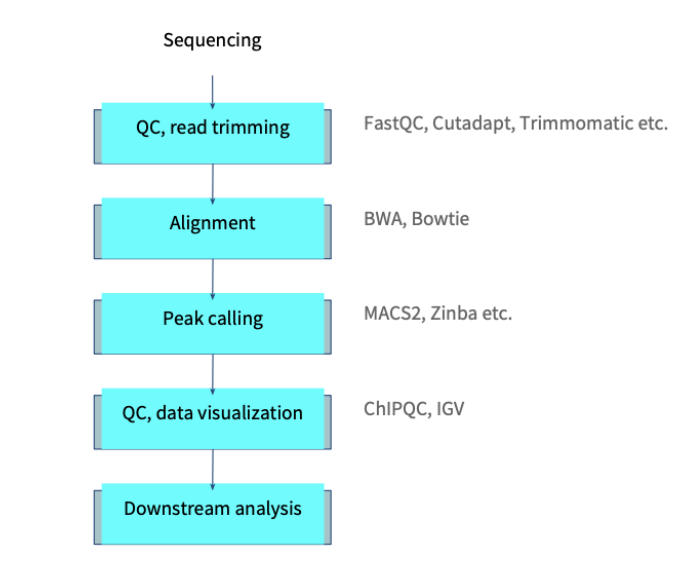 Sequencing
QC, read trimming
FastQC, Cutadapt, Trimmomatic etc.
Alignment
BWA, Bowtie
Peak calling
MACS2, Zinba etc.
QC, data visualization
ChIPQC, IGV
Downstream analysis